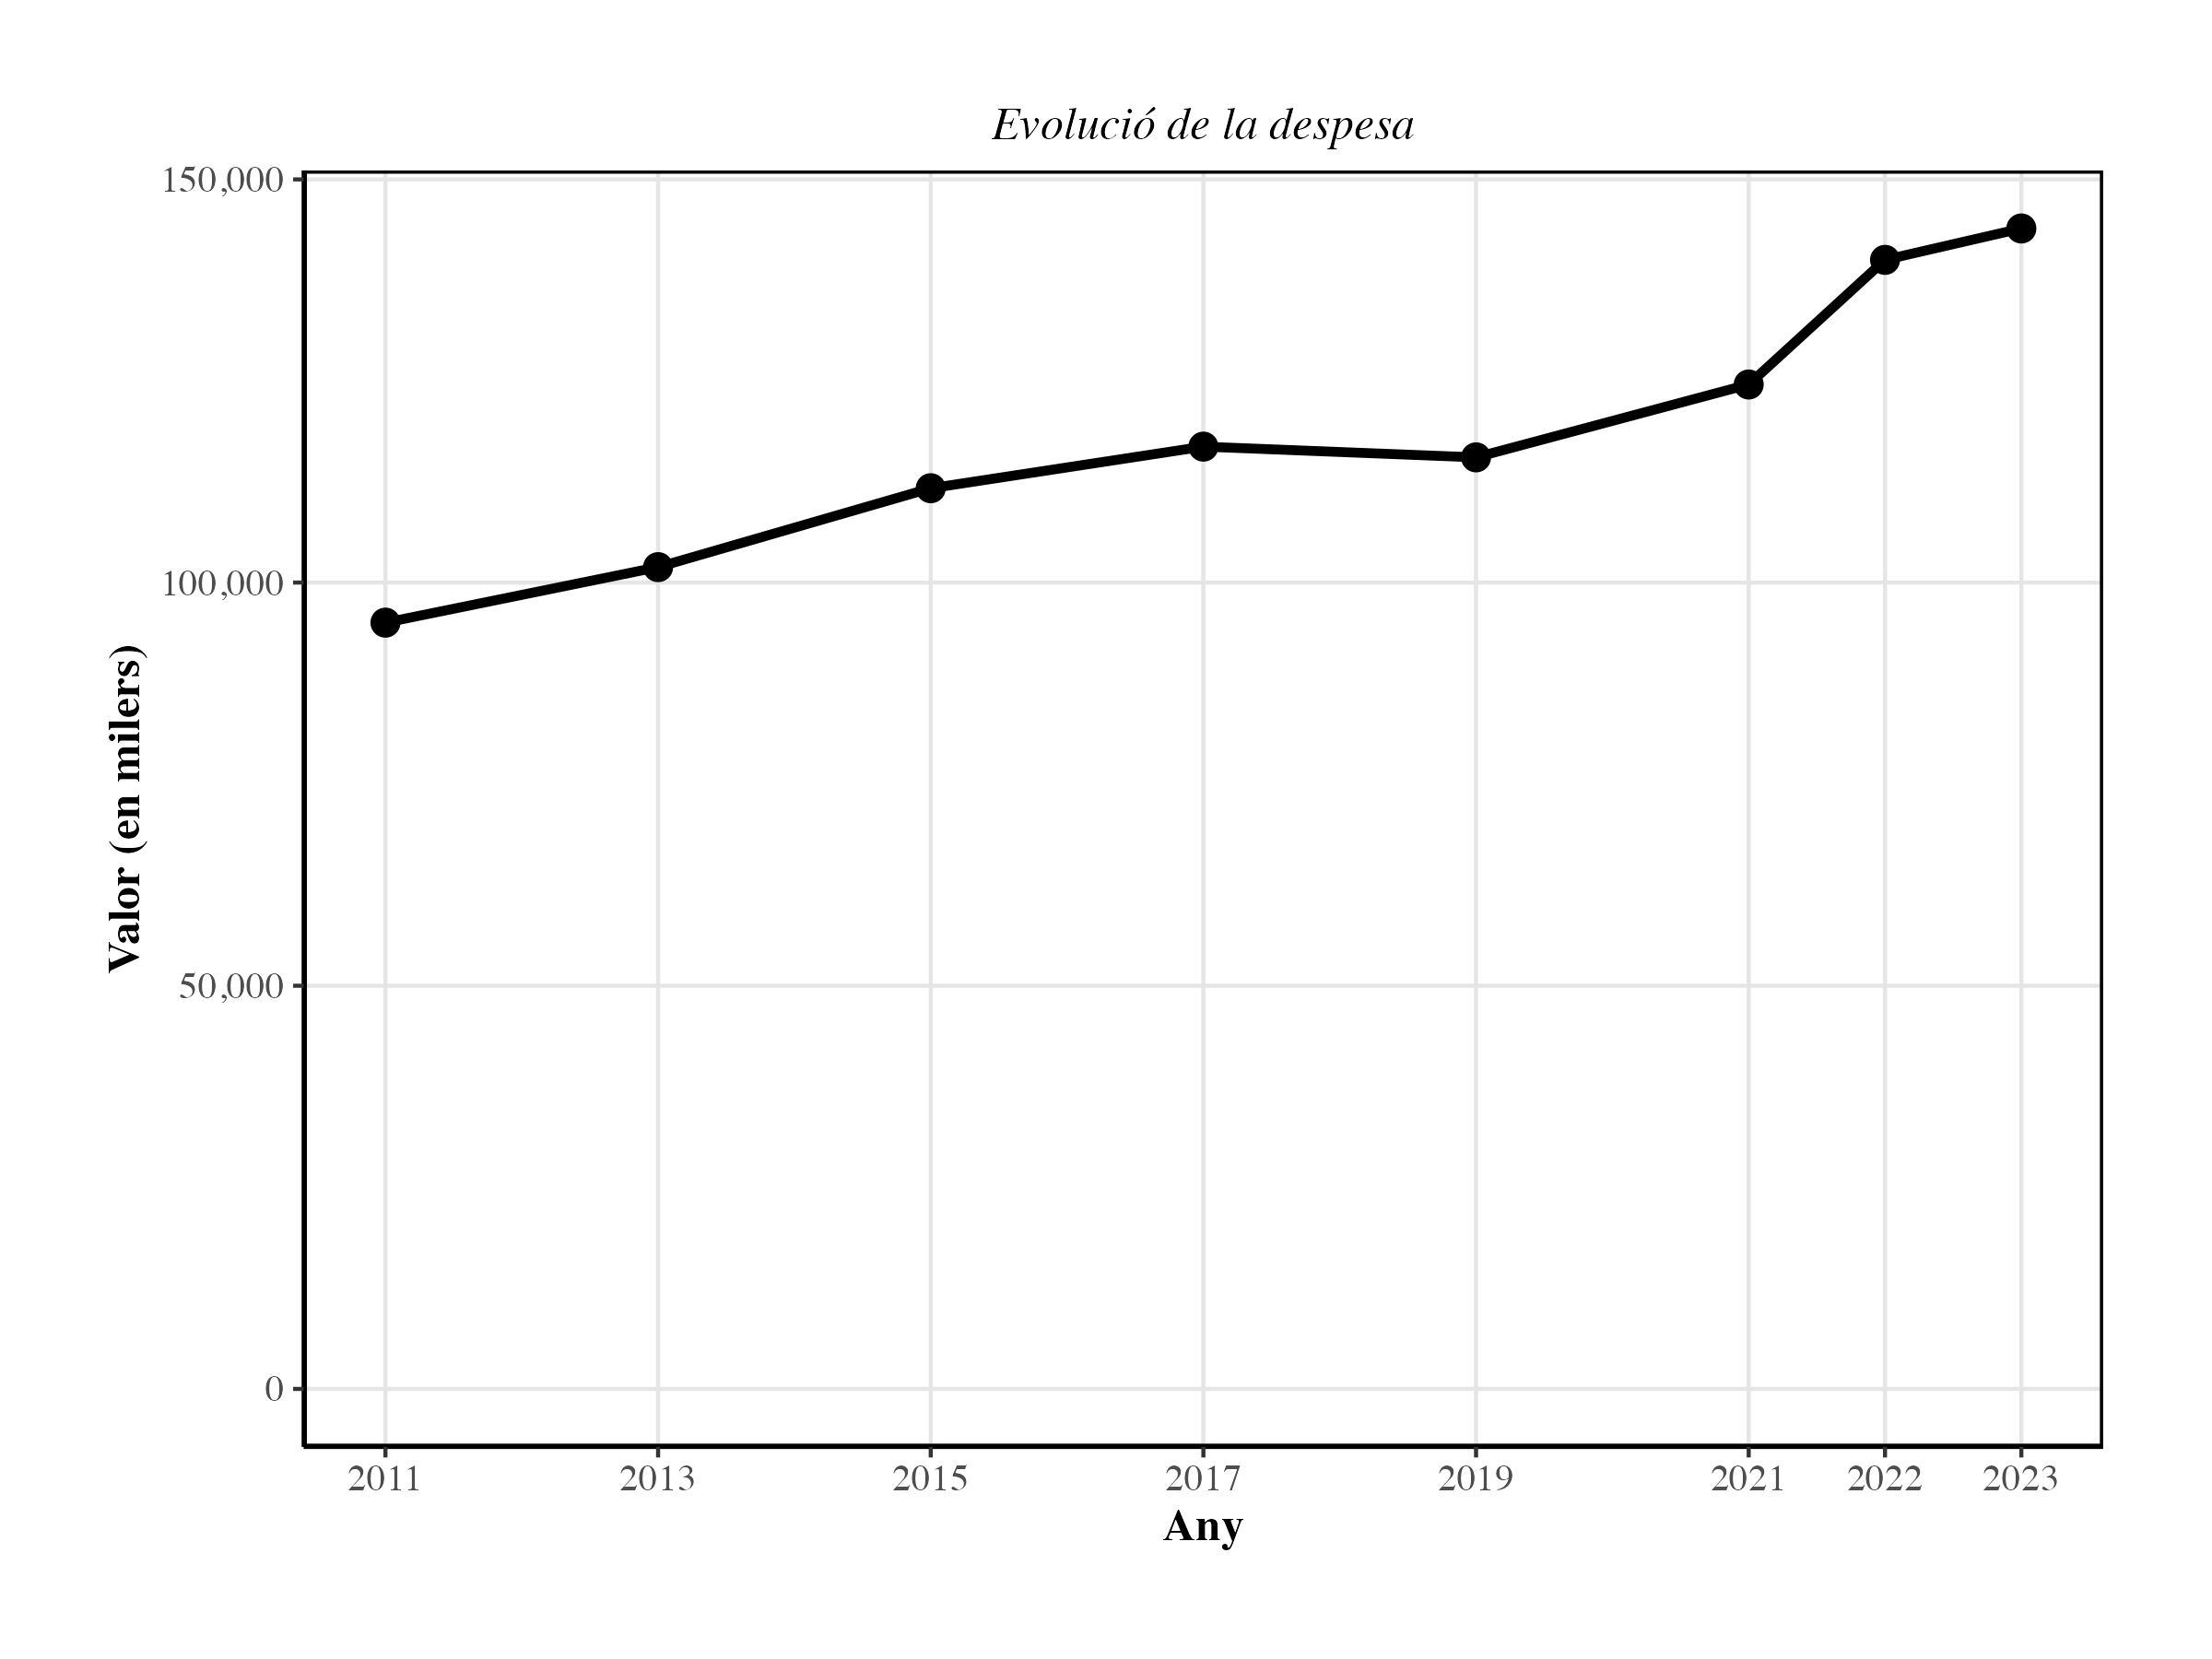 Evolució de la despesa
150,000
100,000
50,000
0
Valor (en milers)
2011 2013 2015 2017 2019 2021 2022 2023
Any